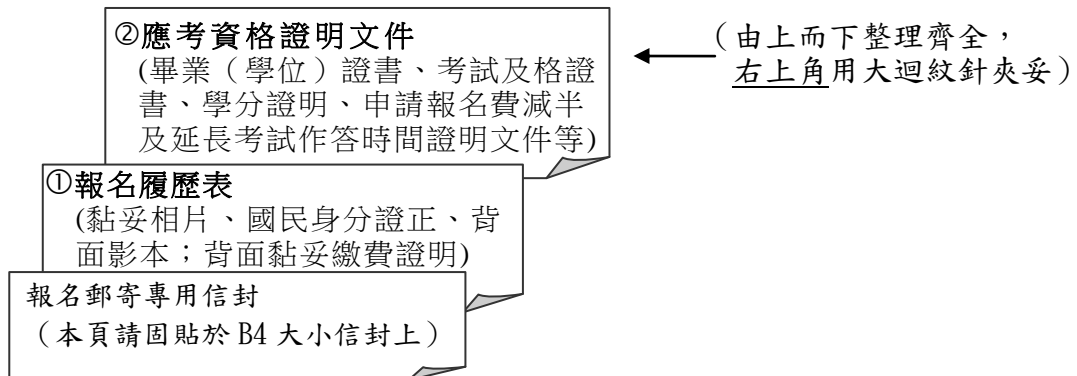 ②應考資格證明文件
(畢業（學位）證書、考試及格證
書、學分證明、申請報名費減半
及延長考試作答時間證明文件等)
（由上而下整理齊全，
右上角用大迴紋針夾妥）
①報名履歷表
(黏妥相片、國民身分證正、背
面影本；背面黏妥繳費證明)
報名郵寄專用信封
（本頁請固貼於 B4 大小信封上）